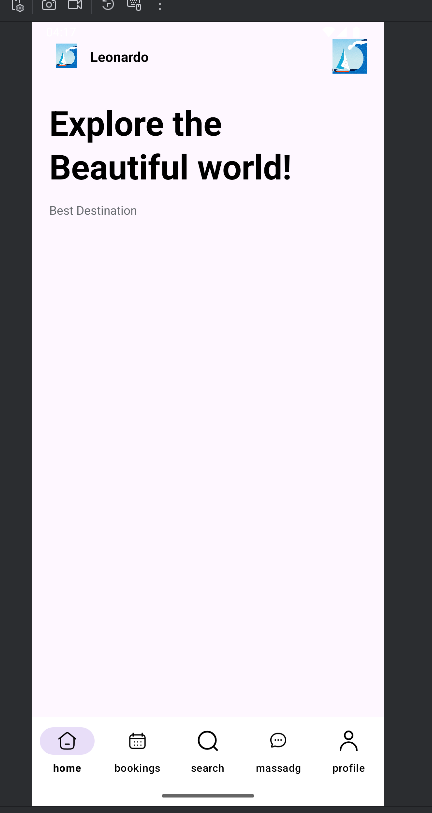 Leonardo
Explore the
Beautiful world!
Best Destination
home
bookings
search
massadg
profile